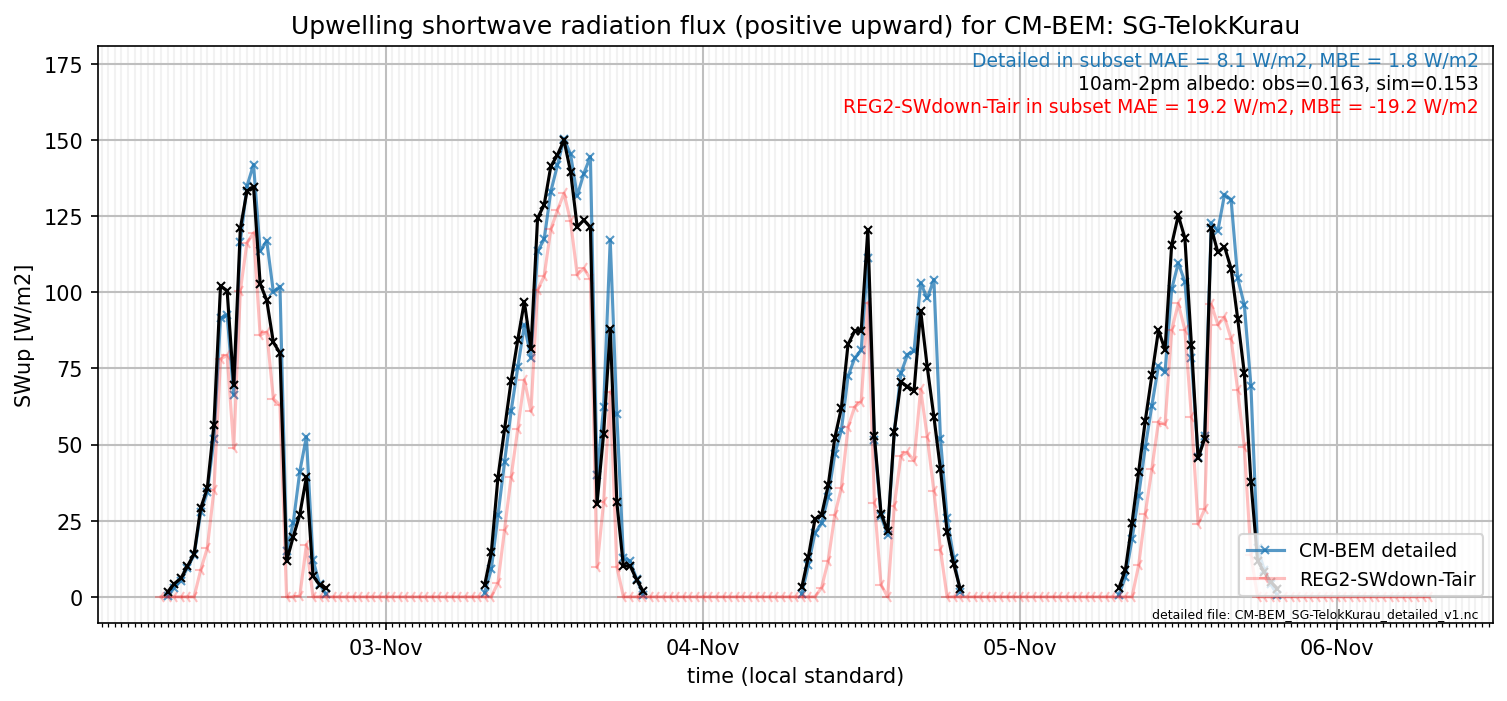 Upwelling shortwave radiation flux (positive upward) for CM-BEM: SG-TelokKurau
Detailed in subset MAE = 8.1 W/m2, MBE = 1.8 W/m2
10am-2pm albedo: obs=0.163, sim=0.153
REG2-SWdown-Tair in subset MAE = 19.2 W/m2, MBE = -19.2 W/m2
SWup [W/m2]
175
150
125
100
75
50
25
0
CM-BEM detailed
REG2-SWdown-Tair
detailed file: CM-BEM_SG-TelokKurau_detailed_v1.nc
03-Nov
04-Nov
05-Nov
06-Nov
time (local standard)